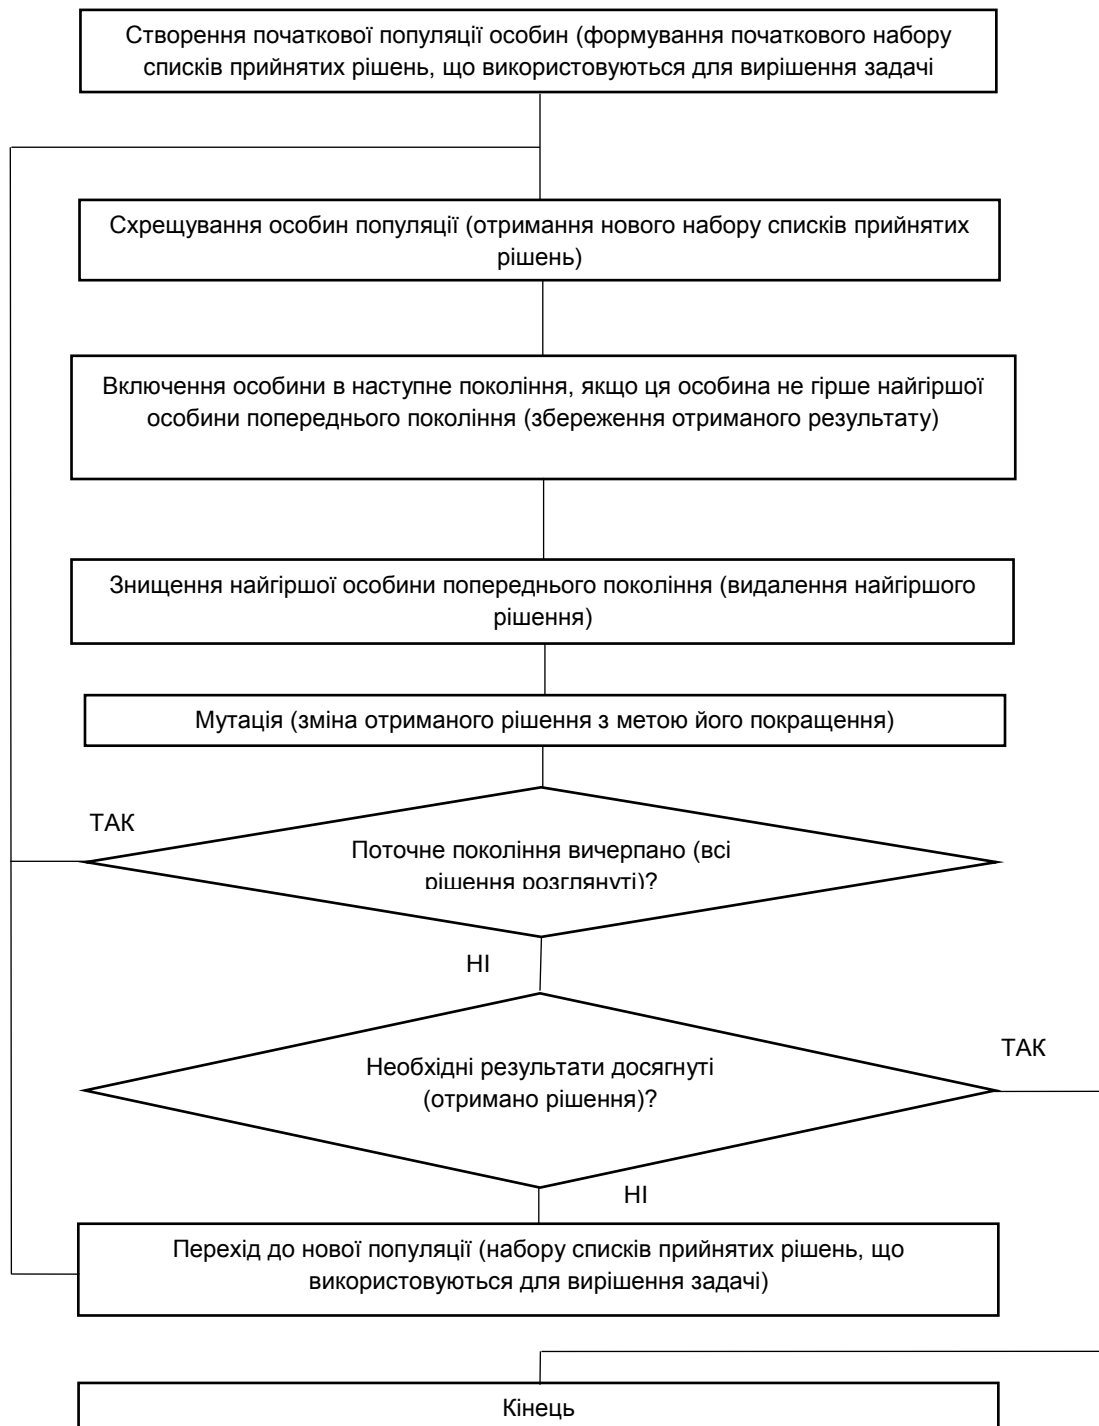 Створення початкової популяції особин (формування початкового набору
списків прийнятих рішень, що використовуються для вирішення задачі
Схрещування особин популяції (отримання нового набору списків прийнятих
рішень)
Включення особини в наступне покоління, якщо ця особина не гірше найгіршої
особини попереднього покоління (збереження отриманого результату)
Знищення найгіршої особини попереднього покоління (видалення найгіршого
рішення)
Мутація (зміна отриманого рішення з метою його покращення)
ТАК
Поточне покоління вичерпано (всі
рішення розглянуті)?
НІ
Необхідні результати досягнуті
(отримано рішення)?
ТАК
НІ
Перехід до нової популяції (набору списків прийнятих рішень, що
використовуються для вирішення задачі)
Кінець